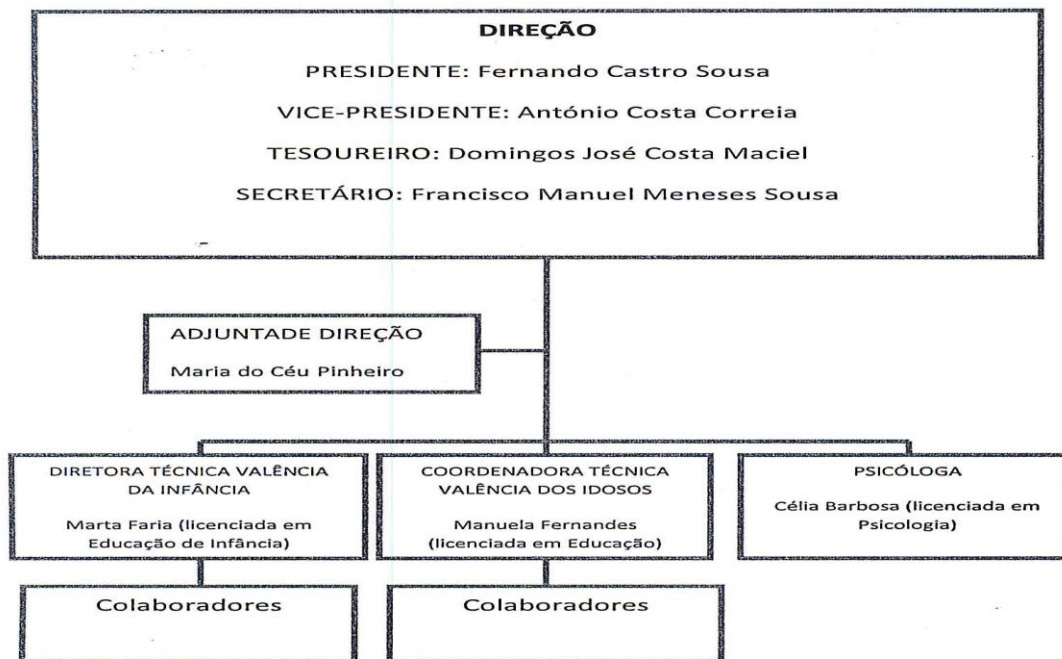 DIREÇÃO
PRESIDENTE: Fernando Castro Sousa
VICE-PRESIDENTE: António Costa Correia
TESOUREIRO: Domingos José Costa Maciel
SECRETÁRIO: Francisco Manuel Meneses Sousa
ADJUNTADE DIREÇÃO
Maria do Céu Pinheiro
DIRETORA TÉCNICA VALÊNCIA
DA INFÂNCIA
Marta Faria (licenciada em
Educação de Infância)
COORDENADORA TÉCNICA
VALÊNCIA DOS IDOSOS
Manuela Fernandes
(licenciada em Educação)
PSICÓLOGA
Célia Barbosa (licenciada em
Psicologia)
Colaboradores
Colaboradores